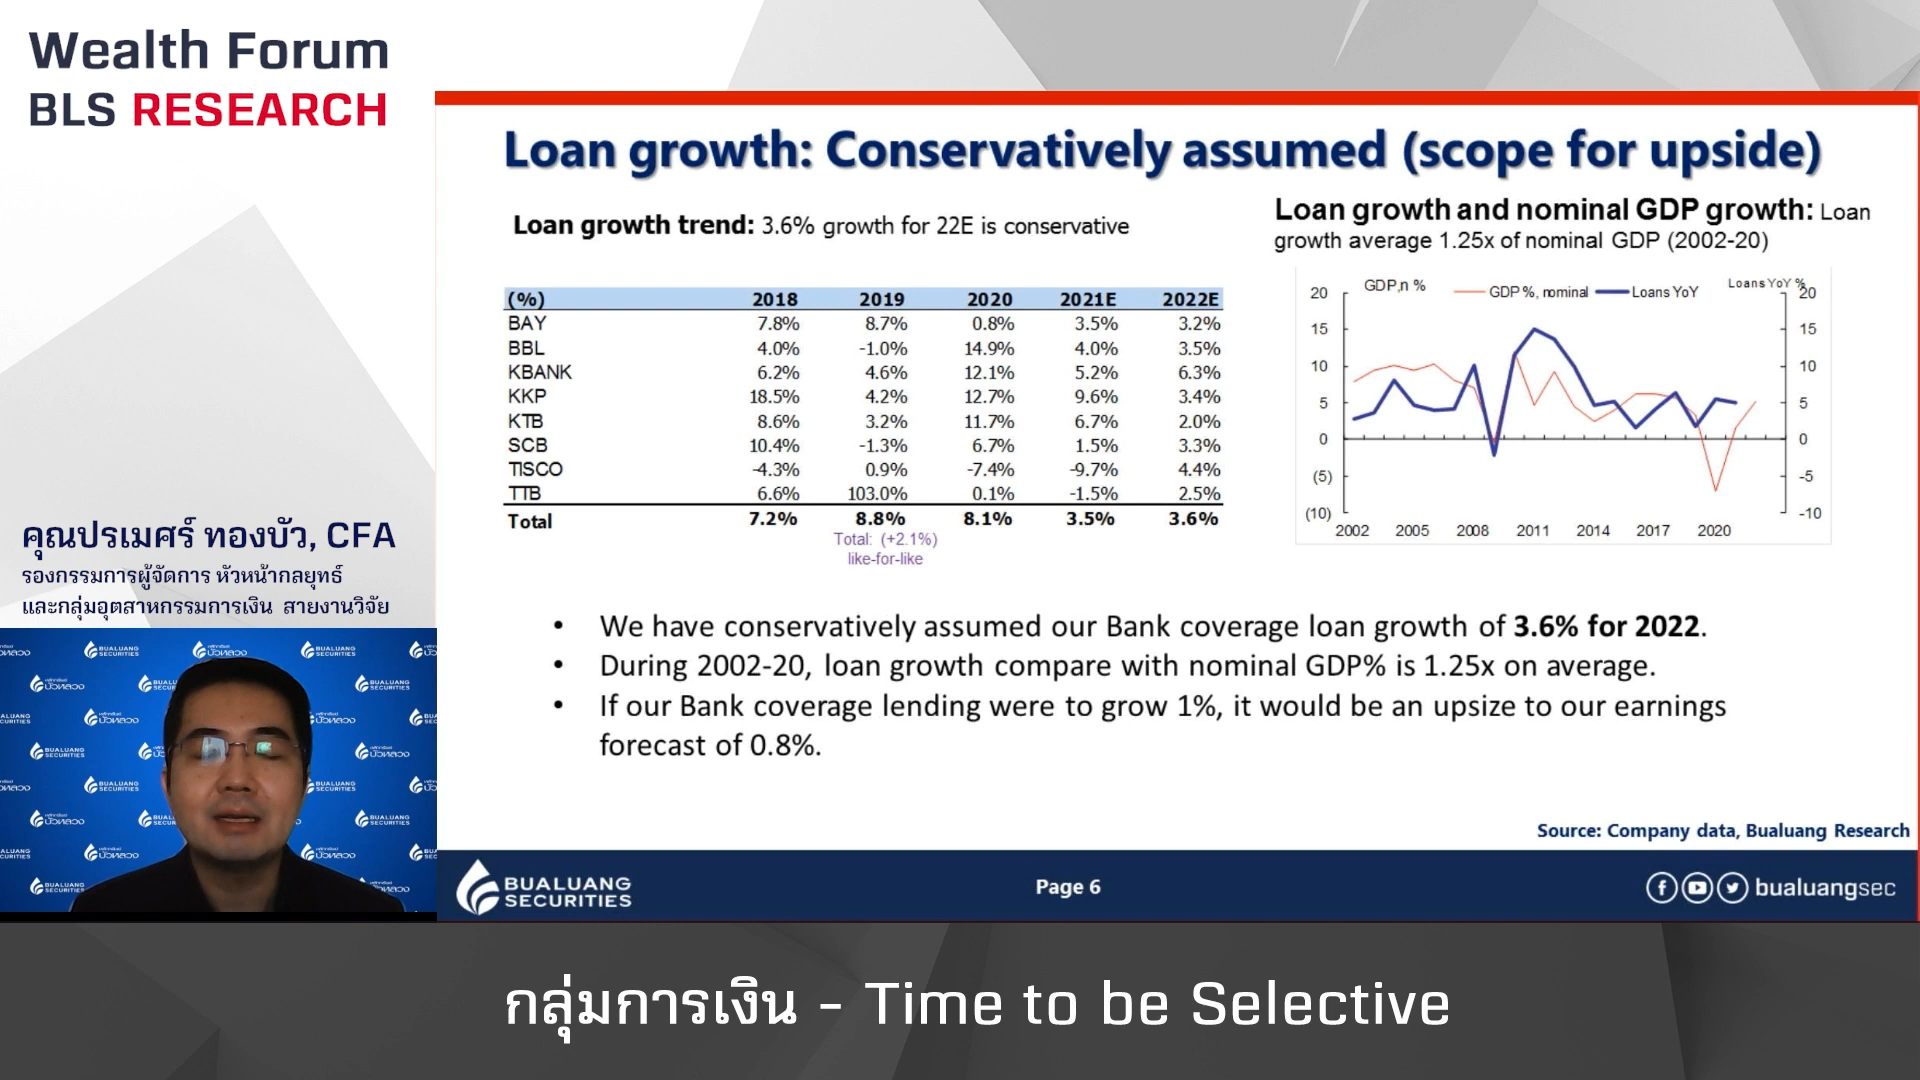 Wealth Forum
BLS RESEARCH
Loan growth: Conservatively assumed (scope for upside)
Loan growth trend: 3.6% growth for 22E is conservative
(%) 2018 2019 2020 2021E 2022E
BAY 7.8% 8.7% 0.8% 3.5% 3.2%
BBL 4.0% -1.0% 14.9% 4.0% 3.5%
KBANK 6.2% 4.6% 12.1% 5.2% 6.3%
KKP 18.5% 4.2% 12.7% 9.6% 3.4%
KTB 8.6% 3.2% 11.7% 6.7% 2.0%
SCB 10.4% -1.3% 6.7% 1.5% 3.3%
TISCO -4.3% 0.9% -7.4% -9.7% 4.4%
TTB 6.6% 103.0% 0.1% -1.5% 2.5%
Total 7.2% 8.8% 8.1% 3.5% 3.6%
Total: (+2.1%)
like-for-like
Loan growth and nominal GDP growth: Loan
growth average 1.25x of nominal GDP (2002-20)
GDP,n % GDP %, nominal Loans YoY Loans YoY %
20 20
15 15
10 10
5 5
0 0
(5) -5
(10) -10
2002 2005 2008 2011 2014 2017 2020
• We have conservatively assumed our Bank coverage loan growth of 3.6% for 2022.
• During 2002-20, loan growth compare with nominal GDP% is 1.25x on average.
• If our Bank coverage lending were to grow 1%, it would be an upsize to our earnings
forecast of 0.8%.
Source: Company data, Bualuang Research
BUALUANG
SECURITIES
Page 6
bualuangsec
คุณปรเมศร์ ทองบัว, CFA
รองกรรมการผู้จัดการ หัวหน้ากลยุทธ์
และกลุ่มอุตสาหกรรมการเงิน สายงานวิจัย
BUALUANG
SECURITIES
บัวหลวง
กลุ่มการเงิน - Time to be Selective